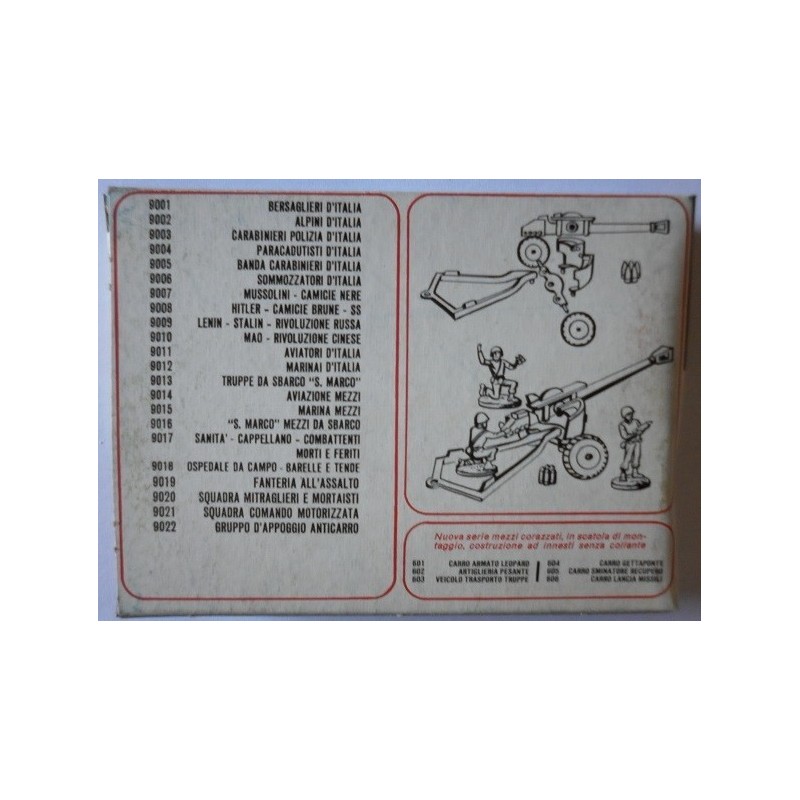 9001 BERSAGLIERI D'ITALIA
9002 ALPINI D'ITALIA
9003 CARABINIERI POLIZIA D'ITALIA
9004 PARACADUTISTI D'ITALIA
9005 BANDA CARABINIERI D'ITALIA
9006 SOMMOZZATORI D'ITALIA
9007 MUSSOLINI - CAMICIE NERE
9008 HITLER - CAMICIE BRUNE - SS
9009 LENIN - STALIN - RIVOLUZIONE RUSSA
9010 MAO - RIVOLUZIONE CINESE
9011 AVIATORI D'ITALIA
9012 MARINAI D'ITALIA
9013 TRUPPE DA SBARCO "S. MARCO"
9014 AVIAZIONE MEZZI
9015 MARINA MEZZI
9016 "S. MARCO" MEZZI DA SBARCO
9017 SANITA' - CAPPELLANO - COMBATTENTI
MORTI E FERITI
9018 OSPEDALE DA CAMPO - BARELLE E TENDE
9019 FANTERIA ALL'ASSALTO
9020 SQUADRA MITRAGLIERI E MORTAISTI
9021 SQUADRA COMANDO MOTORIZZATA
9022 GRUPPO D'APPOGGIO ANTICARRO
Nuova serie mezzi corazzati, in scatola di mon-
taggio, costruzione ad innesti senza collante
601 CARRO ARMATO LEOPARD
602 ARTIGLIERIA PESANTE
603 VEICOLO TRASPORTO TRUPPE
604 CARRO GETTAPONTE
605 CARRO SMINATORE RECUPERO
606 CARRO LANCIA MISSILI